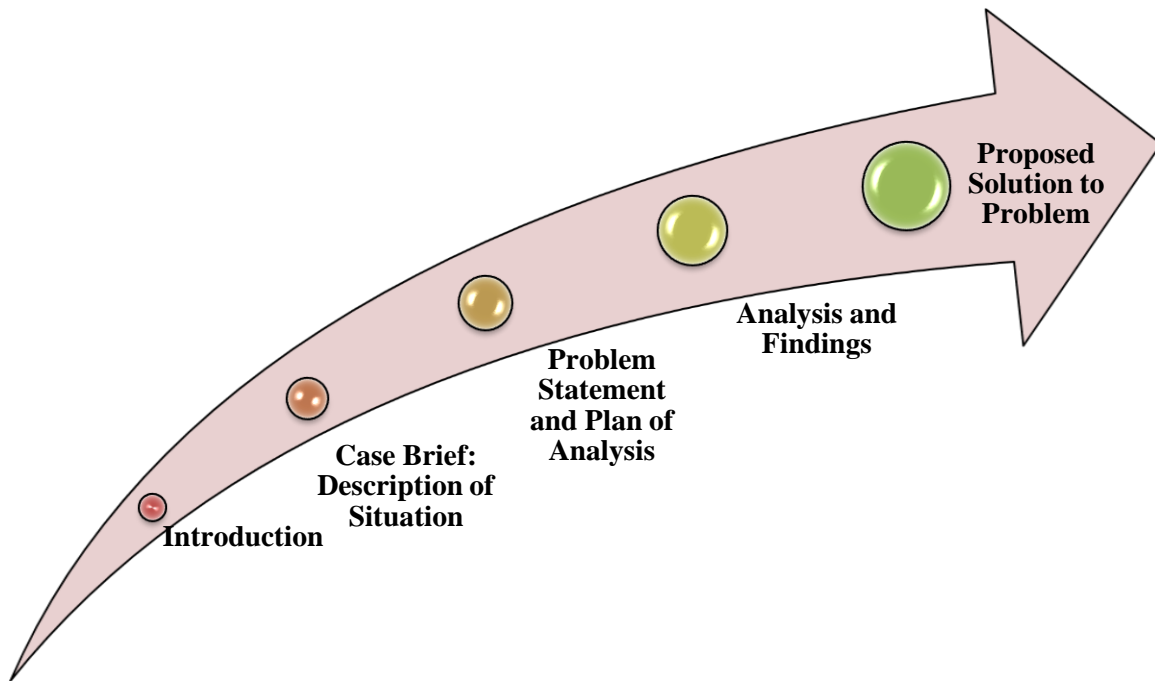 Introduction
Case Brief:
Description of
Situation
Problem
Statement
and Plan of
Analysis
Analysis and
Findings
Proposed
Solution to
Problem